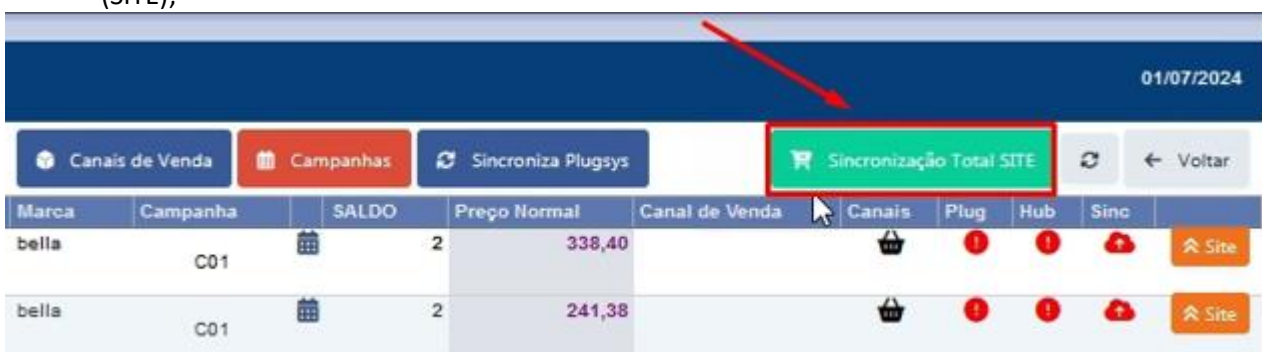 (SITE);
01/07/2024
Canais de Venda Campanhas Sincroniza Plugsys Sincronização Total SITE Voltar
Marca Campanha SALDO Preço Normal Canal de Venda Canais Plug Hub Sinc
bella C01 2 338,40 Site
bella C01 2 241,38 Site